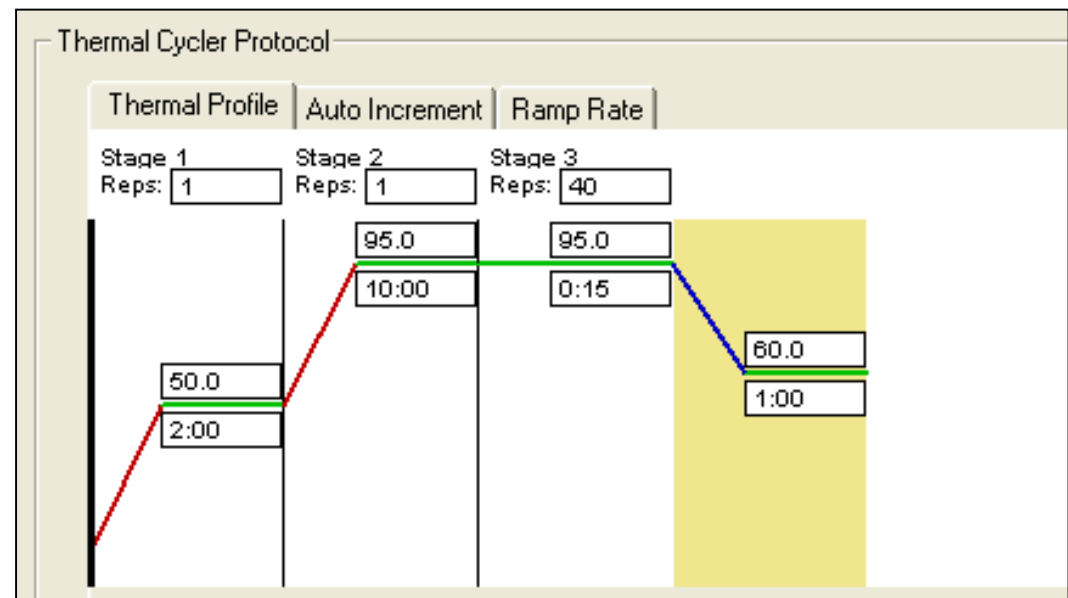 Thermal Cycler Protocol
Thermal Profile Auto Increment Ramp Rate
Stage 1 Stage 2 Stage 3
Reps: 1 Reps: 1 Reps: 40
95.0 95.0
10:00 0:15
60.0
50.0
1:00
2:00